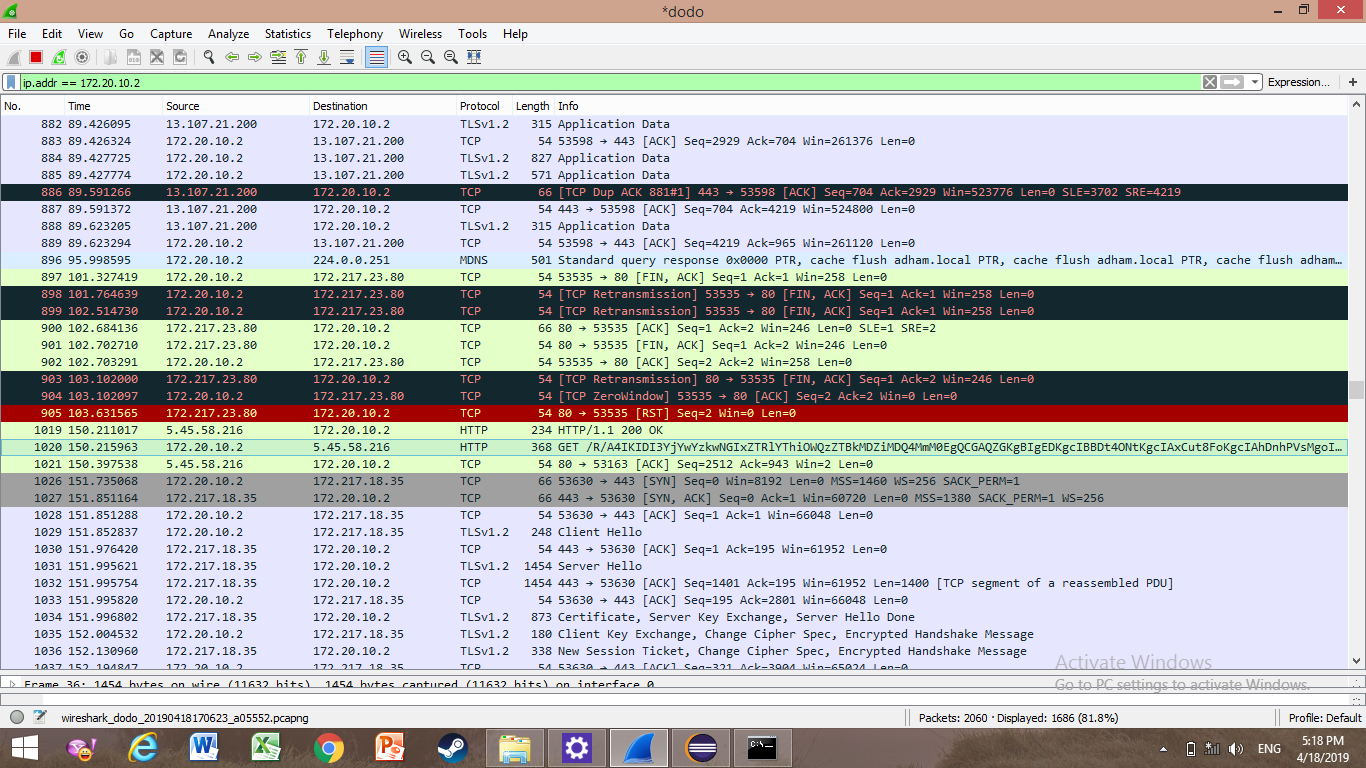 *dodo
File Edit View Go Capture Analyze Statistics Telephony Wireless Tools Help
ip.addr == 172.20.10.2 Expression… +
No. Time Source Destination Protocol Length Info
882 89.426095 13.107.21.200 172.20.10.2 TLSv1.2 315 Application Data
883 89.426324 172.20.10.2 13.107.21.200 TCP 54 53598 → 443 [ACK] Seq=2929 Ack=704 Win=261376 Len=0
884 89.427725 172.20.10.2 13.107.21.200 TLSv1.2 827 Application Data
885 89.427774 172.20.10.2 13.107.21.200 TLSv1.2 571 Application Data
886 89.591266 13.107.21.200 172.20.10.2 TCP 66 [TCP Dup ACK 881#1] 443 → 53598 [ACK] Seq=704 Ack=2929 Win=523776 Len=0 SLE=3702 SRE=4219
887 89.591372 13.107.21.200 172.20.10.2 TCP 54 443 → 53598 [ACK] Seq=704 Ack=4219 Win=524800 Len=0
888 89.623205 13.107.21.200 172.20.10.2 TLSv1.2 315 Application Data
889 89.623294 172.20.10.2 13.107.21.200 TCP 54 53598 → 443 [ACK] Seq=4219 Ack=965 Win=261120 Len=0
896 95.998595 172.20.10.2 224.0.0.251 MDNS 501 Standard query response 0x0000 PTR, cache flush adham.local PTR, cache flush adham.local PTR, cache flush adham…
897 101.327419 172.20.10.2 172.217.23.80 TCP 54 53535 → 80 [FIN, ACK] Seq=1 Ack=1 Win=258 Len=0
898 101.764639 172.20.10.2 172.217.23.80 TCP 54 [TCP Retransmission] 53535 → 80 [FIN, ACK] Seq=1 Ack=1 Win=258 Len=0
899 102.514730 172.20.10.2 172.217.23.80 TCP 54 [TCP Retransmission] 53535 → 80 [FIN, ACK] Seq=1 Ack=1 Win=258 Len=0
900 102.684136 172.217.23.80 172.20.10.2 TCP 66 80 → 53535 [ACK] Seq=1 Ack=2 Win=246 Len=0 SLE=1 SRE=2
901 102.702710 172.217.23.80 172.20.10.2 TCP 54 80 → 53535 [FIN, ACK] Seq=1 Ack=2 Win=246 Len=0
902 102.703291 172.20.10.2 172.217.23.80 TCP 54 53535 → 80 [ACK] Seq=2 Ack=2 Win=258 Len=0
903 103.102000 172.217.23.80 172.20.10.2 TCP 54 [TCP Retransmission] 80 → 53535 [FIN, ACK] Seq=1 Ack=2 Win=246 Len=0
904 103.102097 172.20.10.2 172.217.23.80 TCP 54 [TCP ZeroWindow] 53535 → 80 [ACK] Seq=2 Ack=2 Win=0 Len=0
905 103.631565 172.217.23.80 172.20.10.2 TCP 54 80 → 53535 [RST] Seq=2 Win=0 Len=0
1019 150.211017 5.45.58.216 172.20.10.2 HTTP 234 HTTP/1.1 200 OK
1020 150.215963 172.20.10.2 5.45.58.216 HTTP 368 GET /R/A4IKIDI3YjYwYzkwNGIxZTRlYThiOWQzZTBkMDZiMDQ4MmM0EgQCGAQZGKgBIgEDKgcIBBDt4ONtKgcIAxCut8FoKgcIAhDnhPVsMgoI…
1021 150.397538 5.45.58.216 172.20.10.2 TCP 54 80 → 53163 [ACK] Seq=2512 Ack=943 Win=2 Len=0
1026 151.735068 172.20.10.2 172.217.18.35 TCP 66 53630 → 443 [SYN] Seq=0 Win=8192 Len=0 MSS=1460 WS=256 SACK_PERM=1
1027 151.851164 172.217.18.35 172.20.10.2 TCP 66 443 → 53630 [SYN, ACK] Seq=0 Ack=1 Win=60720 Len=0 MSS=1380 SACK_PERM=1 WS=256
1028 151.851288 172.20.10.2 172.217.18.35 TCP 54 53630 → 443 [ACK] Seq=1 Ack=1 Win=66048 Len=0
1029 151.852837 172.20.10.2 172.217.18.35 TLSv1.2 248 Client Hello
1030 151.976420 172.217.18.35 172.20.10.2 TCP 54 443 → 53630 [ACK] Seq=1 Ack=195 Win=61952 Len=0
1031 151.995621 172.217.18.35 172.20.10.2 TLSv1.2 1454 Server Hello
1032 151.995754 172.217.18.35 172.20.10.2 TCP 1454 443 → 53630 [ACK] Seq=1401 Ack=195 Win=61952 Len=1400 [TCP segment of a reassembled PDU]
1033 151.995820 172.20.10.2 172.217.18.35 TCP 54 53630 → 443 [ACK] Seq=195 Ack=2801 Win=66048 Len=0
1034 151.996802 172.217.18.35 172.20.10.2 TLSv1.2 873 Certificate, Server Key Exchange, Server Hello Done
1035 152.004532 172.20.10.2 172.217.18.35 TLSv1.2 180 Client Key Exchange, Change Cipher Spec, Encrypted Handshake Message
1036 152.130960 172.217.18.35 172.20.10.2 TLSv1.2 338 New Session Ticket, Change Cipher Spec, Encrypted Handshake Message
1037 152.194847 172.20.10.2 172.217.18.35 TCP 54 53630 → 443 [ACK] Seq=321 Ack=3904 Win=65024 Len=0
Activate Windows
Go to PC settings to activate Windows.
Frame 36: 1454 bytes on wire (11632 bits), 1454 bytes captured (11632 bits) on interface 0
wireshark_dodo_20190418170623_a05552.pcapng Packets: 2060 · Displayed: 1686 (81.8%) Profile: Default
ENG
5:18 PM
4/18/2019